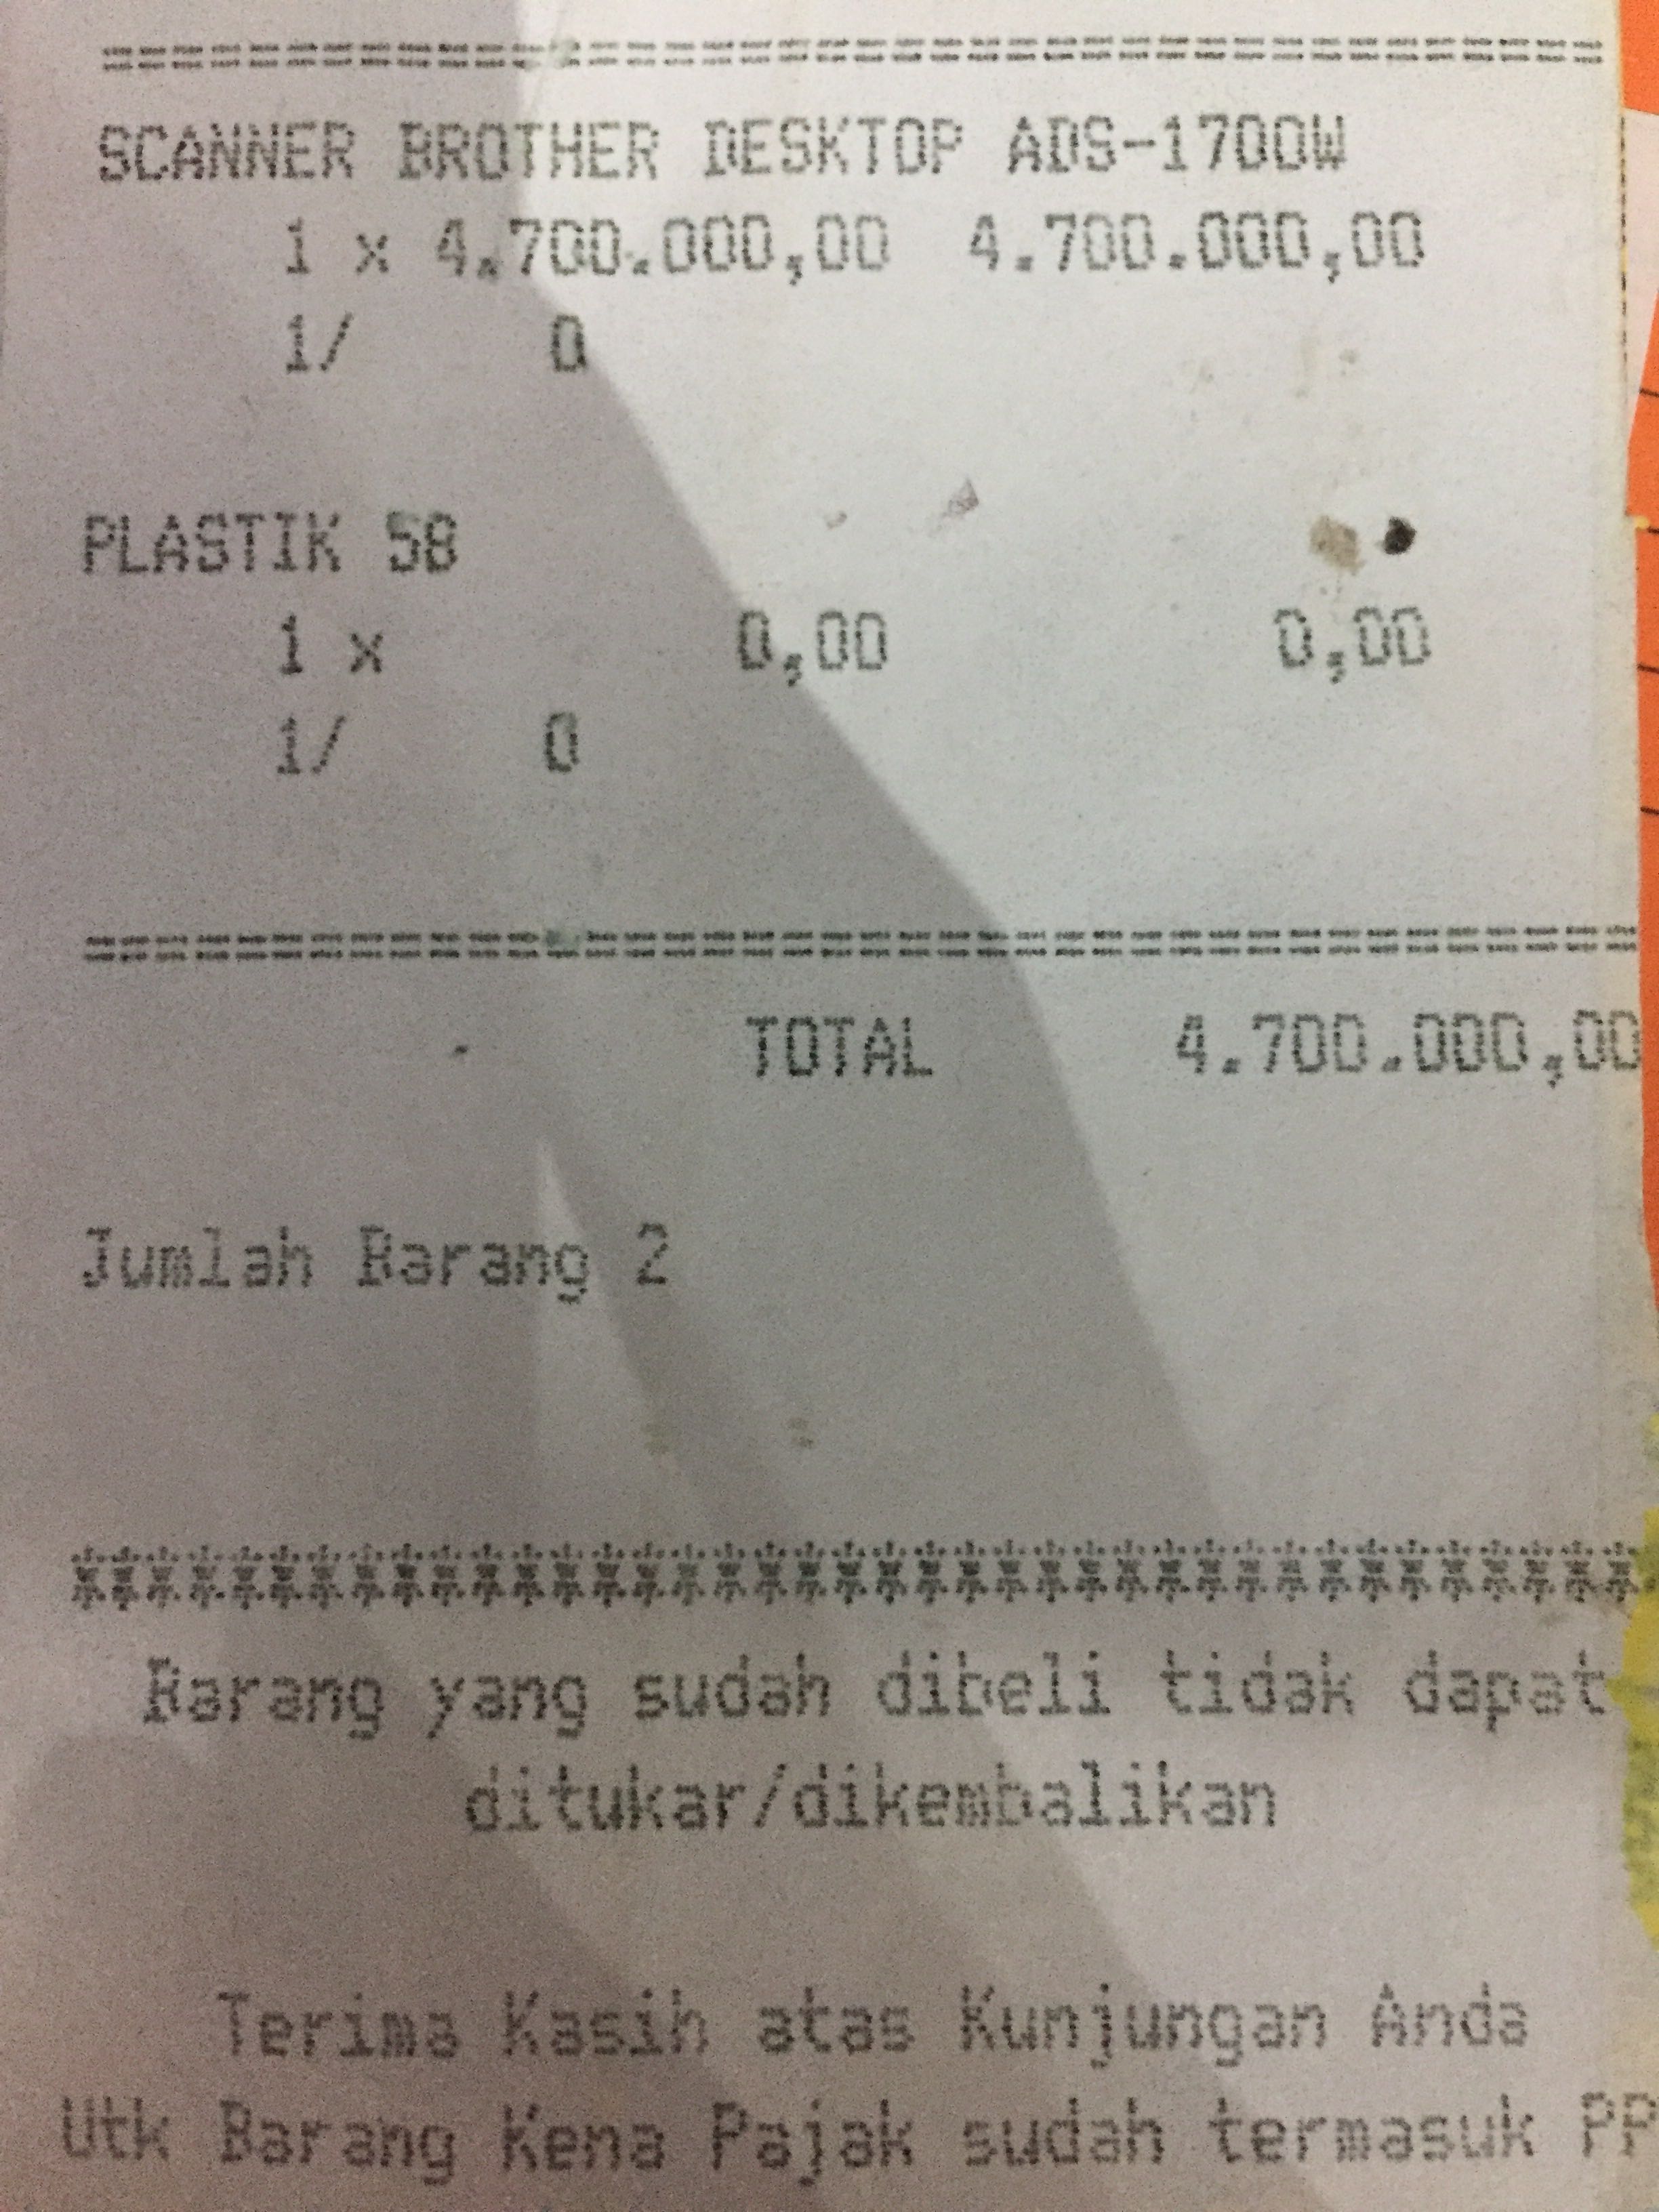 SCANNER BROTHER DESKTOP ADS-1700W
1 x 4.700.000,00 4.700.000,00
1/ 0
PLASTIK 58
1 x 0,00 0,00
1/ 0
TOTAL 4.700.000,00
Jumlah Barang 2
Barang yang sudah dibeli tidak dapat
ditukar/dikembalikan
Terima Kasih atas Kunjungan Anda
Utk Barang Kena Pajak sudah termasuk PP